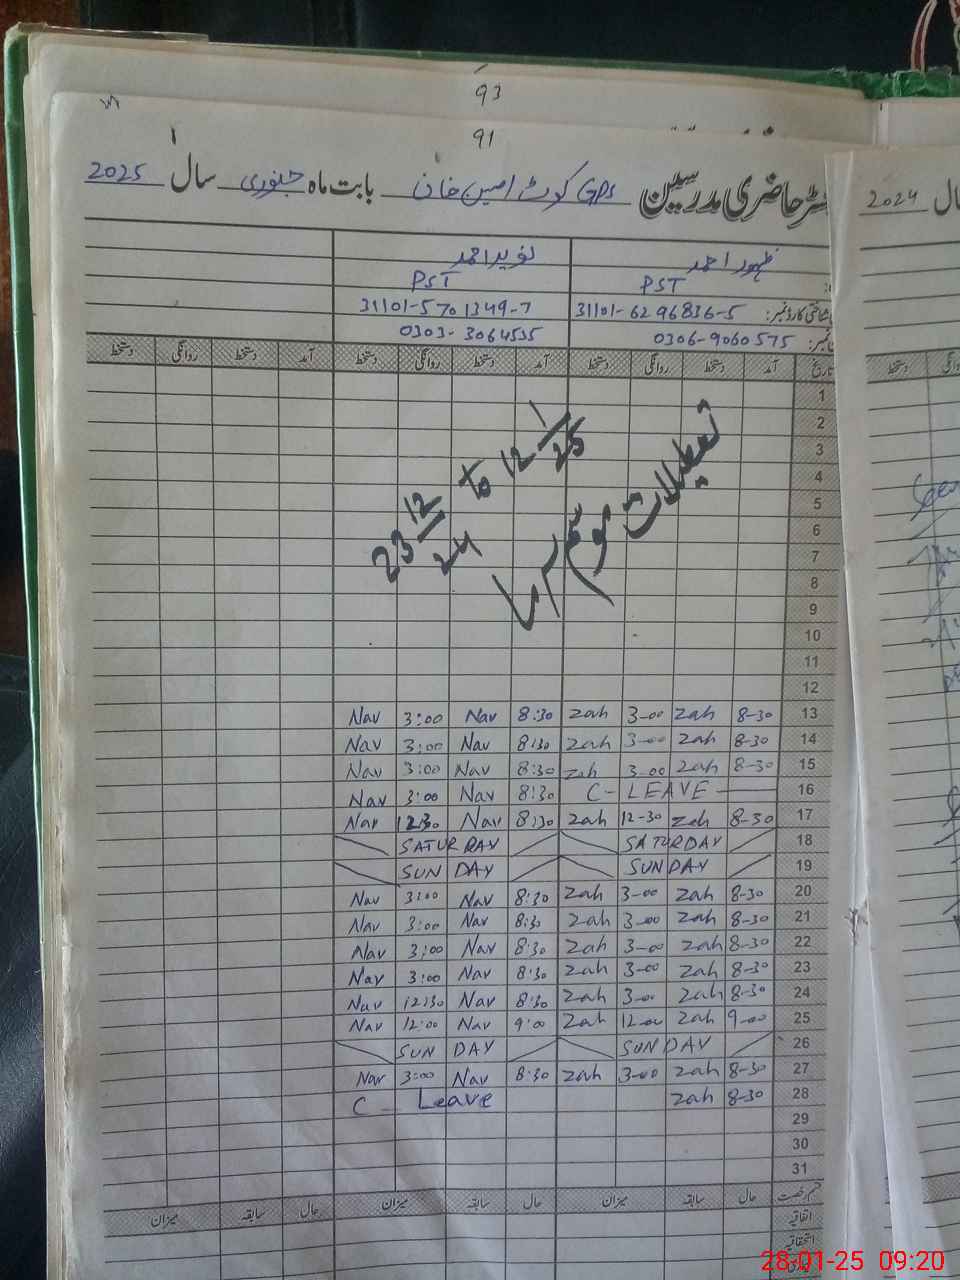 93
91
رجسٹر حاضری مدرسین GPS کوٹ امین خان بابت ماہ جنوری سال 2025
سال 2024
ظہور احمد نوید احمد
PST PST
شناختی کارڈ نمبر: 31101-6296836-5 31101-5701349-7
0306-9060575 0303-3064535
تاریخ آمد دستخط روانگی دستخط آمد دستخط روانگی دستخط دستخط روانگی دستخط
1
2
3
4
5
6
7
8
9
10
11
12
تعطیلات موسم سرما
23 12/24 to 12 1/25
Nav 3:00 Nav 8:30 Zah 3-00 Zah 8-30 13
Nav 3:00 Nav 8:30 Zah 3-00 Zah 8-30 14
Nav 3:00 Nav 8:30 Zah 3-00 Zah 8-30 15
Nav 3:00 Nav 8:30 C- LEAVE 16
Nav 12:30 Nav 8:30 Zah 12-30 Zah 8-30 17
SATURDAY SATURDAY 18
SUNDAY SUNDAY 19
Nav 3:00 Nav 8:30 Zah 3-00 Zah 8-30 20
Nav 3:00 Nav 8:30 Zah 3-00 Zah 8-30 21
Nav 3:00 Nav 8:30 Zah 3-00 Zah 8-30 22
Nav 3:00 Nav 8:30 Zah 3-00 Zah 8-30 23
Nav 12:30 Nav 8:30 Zah 3-00 Zah 8-30 24
Nav 12:00 Nav 9:00 Zah 12-00 Zah 9-00 25
SUN DAY SUNDAY 26
Nav 3:00 Nav 8:30 Zah 3-00 Zah 8-30 27
C - Leave Zah 8-30 28
29
30
31
قسم رخصت حال سابقہ میزان حال سابقہ میزان حال سابقہ میزان
اتفاقیہ
استحقاقیہ
28-01-25 09:20